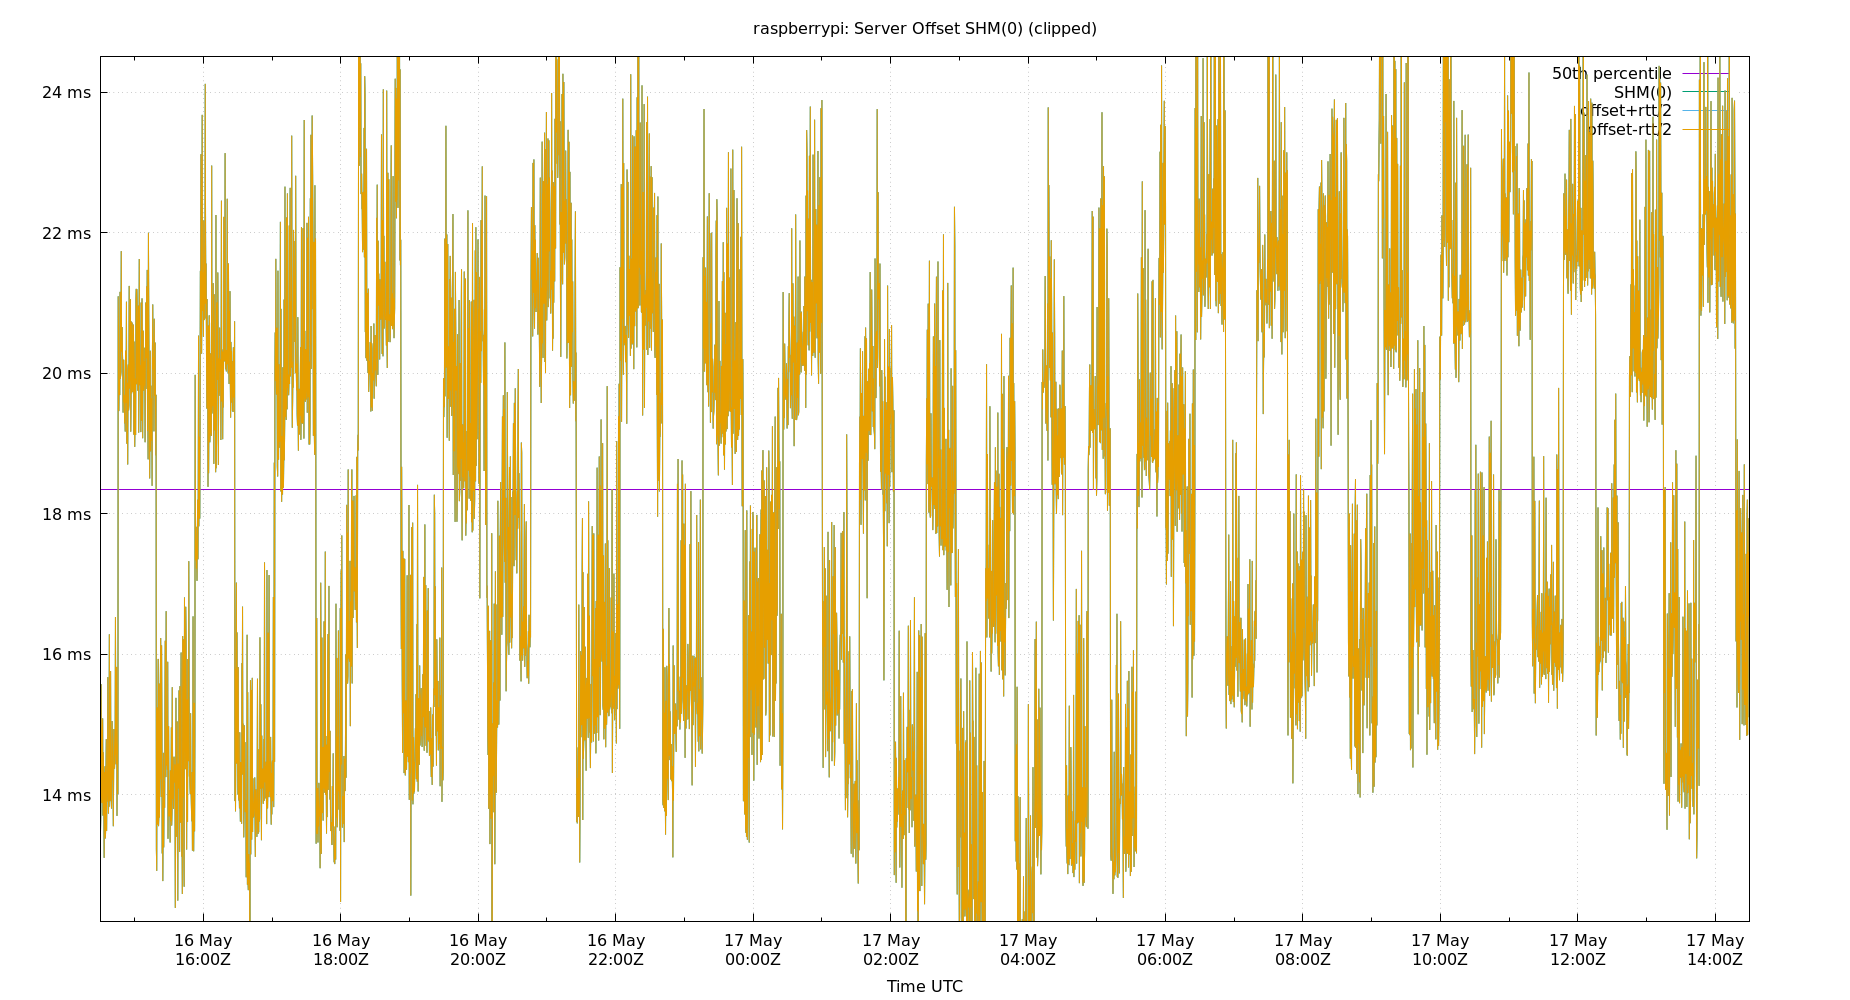 raspberrypi: Server Offset SHM(0) (clipped)
24 ms
22 ms
20 ms
18 ms
16 ms
14 ms
50th percentile
SHM(0)
offset+rtt/2
offset-rtt/2
16 May 16 May 16 May 16 May 17 May 17 May 17 May 17 May 17 May 17 May 17 May 17 May
16:00Z 18:00Z 20:00Z 22:00Z 00:00Z 02:00Z 04:00Z 06:00Z 08:00Z 10:00Z 12:00Z 14:00Z
Time UTC